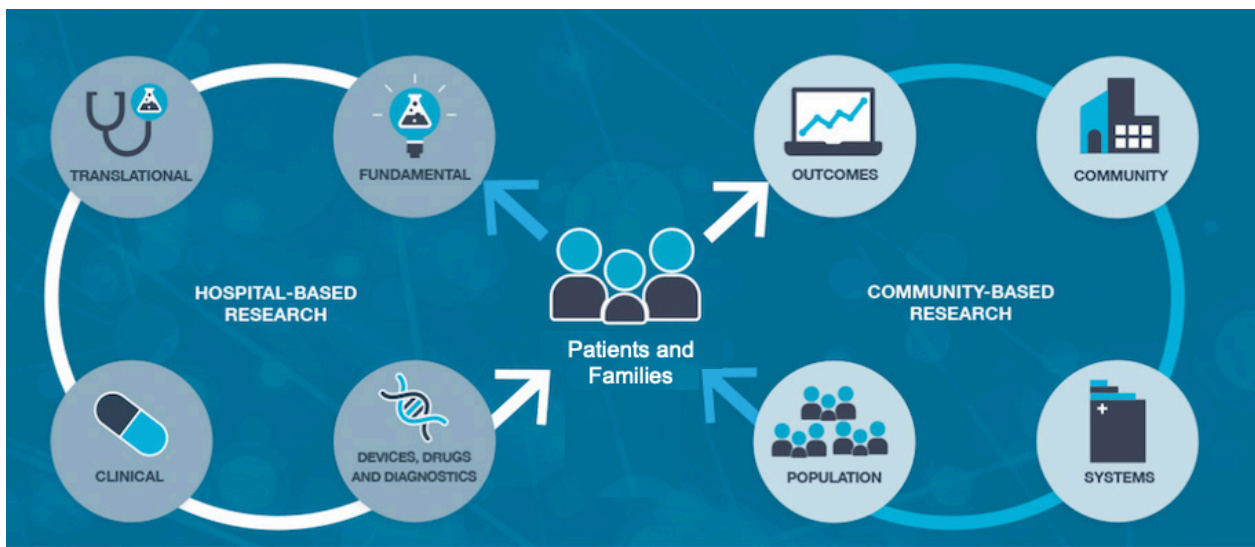 TRANSLATIONAL
FUNDAMENTAL
OUTCOMES
COMMUNITY
HOSPITAL-BASED
RESEARCH
COMMUNITY-BASED
RESEARCH
Patients and
Families
CLINICAL
DEVICES, DRUGS
AND DIAGNOSTICS
POPULATION
SYSTEMS